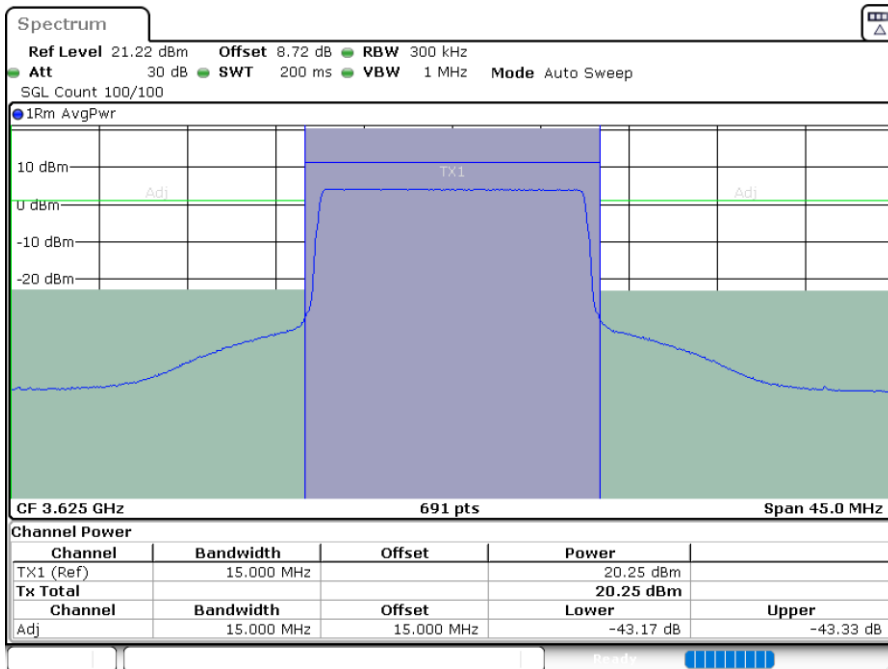 Spectrum
Ref Level 21.22 dBm Offset 8.72 dB RBW 300 kHz
Att 30 dB SWT 200 ms VBW 1 MHz Mode Auto Sweep
SGL Count 100/100
1Rm AvgPwr
10 dBm
TX1
Adj Adj
0 dBm
-10 dBm
-20 dBm
CF 3.625 GHz 691 pts Span 45.0 MHz
Channel Power
Channel Bandwidth Offset Power
TX1 (Ref) 15.000 MHz 20.25 dBm
Tx Total 20.25 dBm
Channel Bandwidth Offset Lower Upper
Adj 15.000 MHz 15.000 MHz -43.17 dB -43.33 dB
Ready